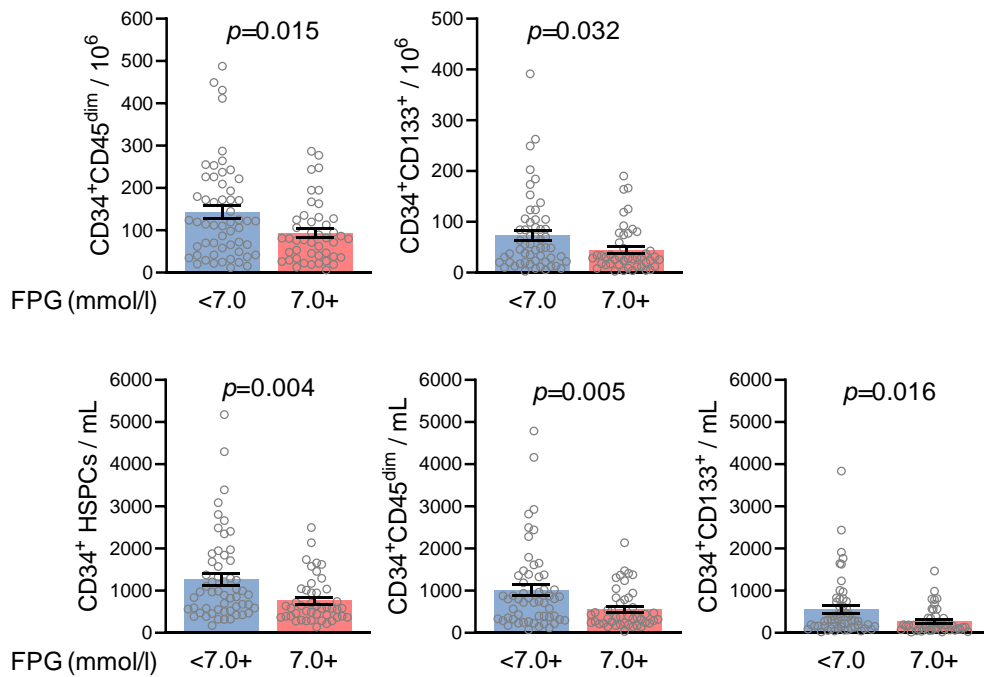 p=0.015
p=0.032
CD34⁺CD45ᵈⁱᵐ / 10⁶
600
500
400
300
200
100
0
CD34⁺CD133⁺ / 10⁶
500
400
300
200
100
0
FPG (mmol/l) <7.0 7.0+ <7.0 7.0+
p=0.004
p=0.005
p=0.016
CD34⁺ HSPCs / mL
6000
5000
4000
3000
2000
1000
0
CD34⁺CD45ᵈⁱᵐ / mL
6000
5000
4000
3000
2000
1000
0
CD34⁺CD133⁺ / mL
6000
5000
4000
3000
2000
1000
0
FPG (mmol/l) <7.0+ 7.0+ <7.0+ 7.0+ <7.0 7.0+